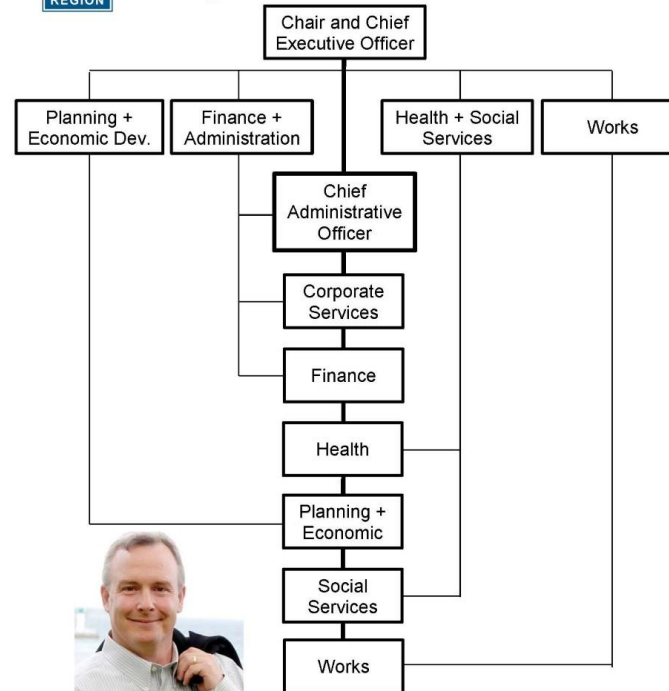 REGION
Chair and Chief
Executive Officer
Planning +
Economic Dev.
Finance +
Administration
Health + Social
Services
Works
Chief
Administrative
Officer
Corporate
Services
Finance
Health
Planning +
Economic
Social
Services
Works